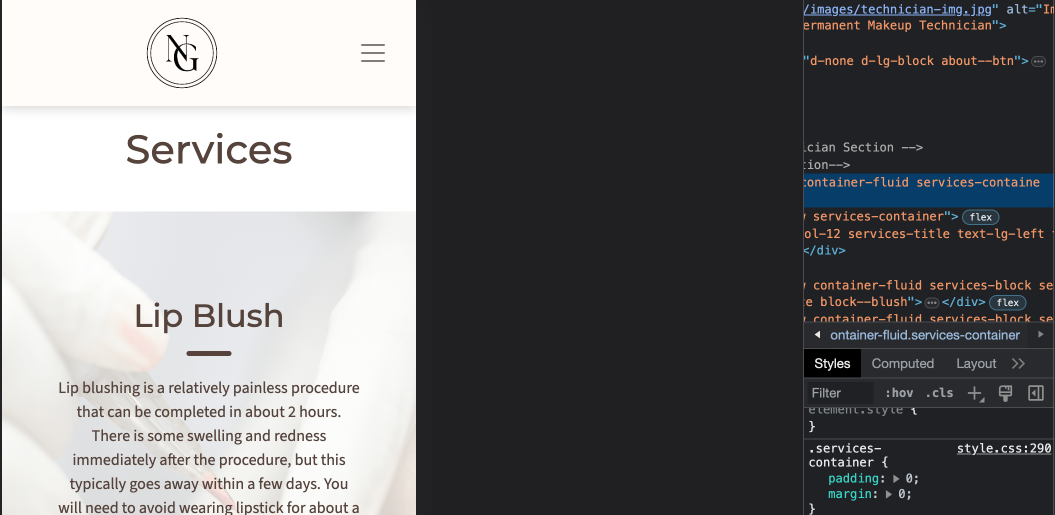 NG
Services
Lip Blush
Lip blushing is a relatively painless procedure
that can be completed in about 2 hours.
There is some swelling and redness
immediately after the procedure, but this
typically goes away within a few days. You
will need to avoid wearing lipstick for about a
/images/technician-img.jpg" alt="Im
ermanent Makeup Technician">
"d-none d-lg-block about--btn">
ician Section -->
tion-->
container-fluid services-containe
services-container"> flex
ol-12 services-title text-lg-left
</div>
container-fluid services-block se
e block--blush"> </div> flex
container-fluid services-block se
ontainer-fluid.services-container
Styles Computed Layout
Filter :hov .cls
element.style {
}
.services- style.css:290
container {
padding: 0;
margin: 0;
}